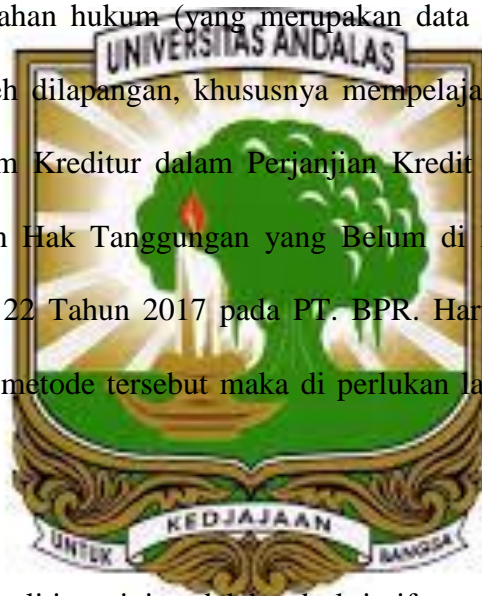 ahan hukum (yang merupakan data
UNIVERSITAS ANDALAS
eh dilapangan, khususnya mempelaja
m Kreditur dalam Perjanjian Kredit
n Hak Tanggungan yang Belum di
22 Tahun 2017 pada PT. BPR. Har
metode tersebut maka di perlukan la
KEDJAJAAN
UNTUK BANGSA